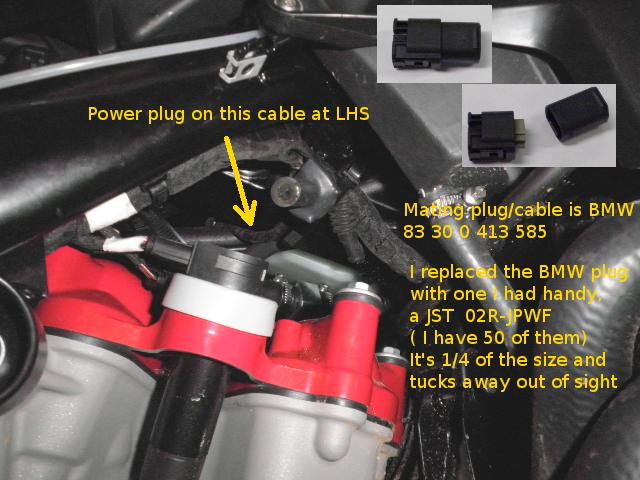 Power plug on this cable at LHS
Mating plug/cable is BMW
83 30 0 413 585
I replaced the BMW plug
with one I had handy,
a JST  02R-JPWF
( I have 50 of them)
It's 1/4 of the size and
tucks away out of sight